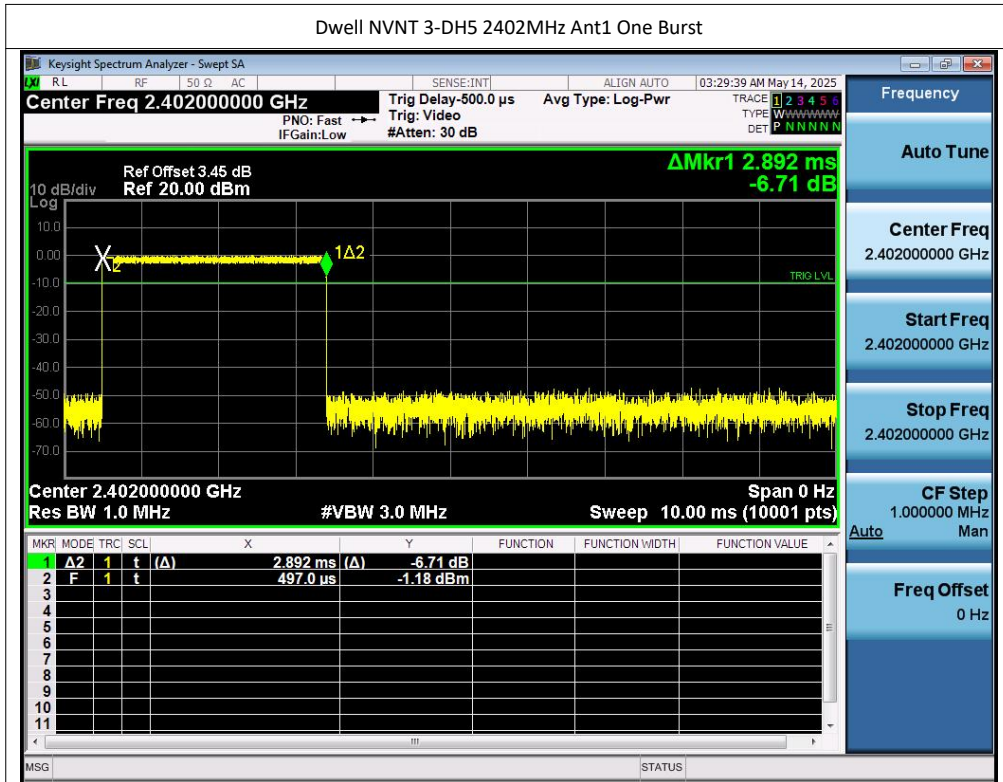 Dwell NVNT 3-DH5 2402MHz Ant1 One Burst
Keysight Spectrum Analyzer - Swept SA
LXI RL RF 50 Ω AC SENSE:INT ALIGN AUTO 03:29:39 AM May 14, 2025
Center Freq 2.402000000 GHz
PNO: Fast
IFGain:Low
Trig Delay-500.0 µs
Trig: Video
#Atten: 30 dB
Avg Type: Log-Pwr
TRACE 1 2 3 4 5 6
TYPE WWWWWW
DET P N N N N N
ΔMkr1 2.892 ms
-6.71 dB
Ref Offset 3.45 dB
10 dB/div Ref 20.00 dBm
Log
10.0
0.00
-10.0
-20.0
-30.0
-40.0
-50.0
-60.0
-70.0
X2
1Δ2
TRIG LVL
Center 2.402000000 GHz Span 0 Hz
Res BW 1.0 MHz #VBW 3.0 MHz Sweep 10.00 ms (10001 pts)
MKR MODE TRC SCL X Y FUNCTION FUNCTION WIDTH FUNCTION VALUE
1 Δ2 1 t (Δ) 2.892 ms (Δ) -6.71 dB
2 F 1 t 497.0 µs -1.18 dBm
3
4
5
6
7
8
9
10
11
MSG STATUS
Frequency
Auto Tune
Center Freq
2.402000000 GHz
Start Freq
2.402000000 GHz
Stop Freq
2.402000000 GHz
CF Step
1.000000 MHz
Auto Man
Freq Offset
0 Hz